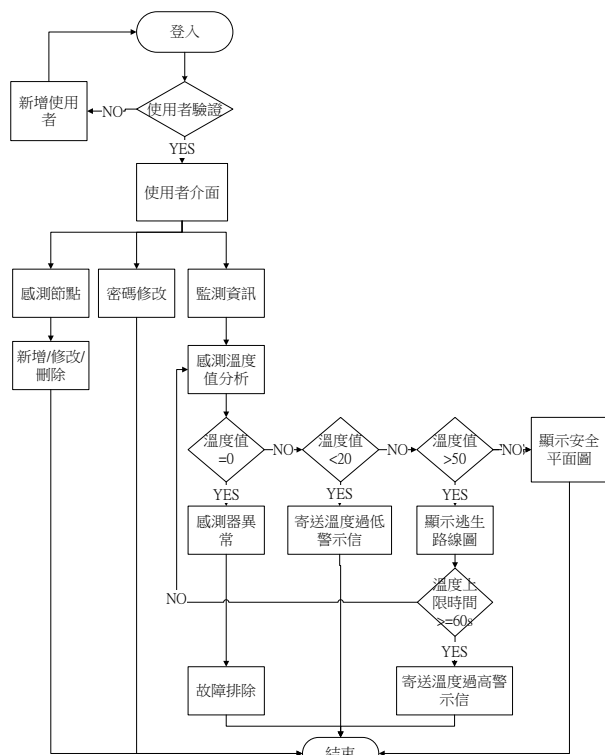 登入
新增使用
者
NO
使用者驗證
YES
使用者介面
感測節點
密碼修改
監測資訊
新增/修改/
刪除
感測溫度
值分析
溫度值
=0
NO
溫度值
<20
NO
溫度值
>50
'NO'
顯示安全
平面圖
YES
YES
YES
感測器異
常
寄送溫度過低
警示信
顯示逃生
路線圖
NO
溫度上
限時間
>=60s
YES
故障排除
寄送溫度過高警
示信
結束